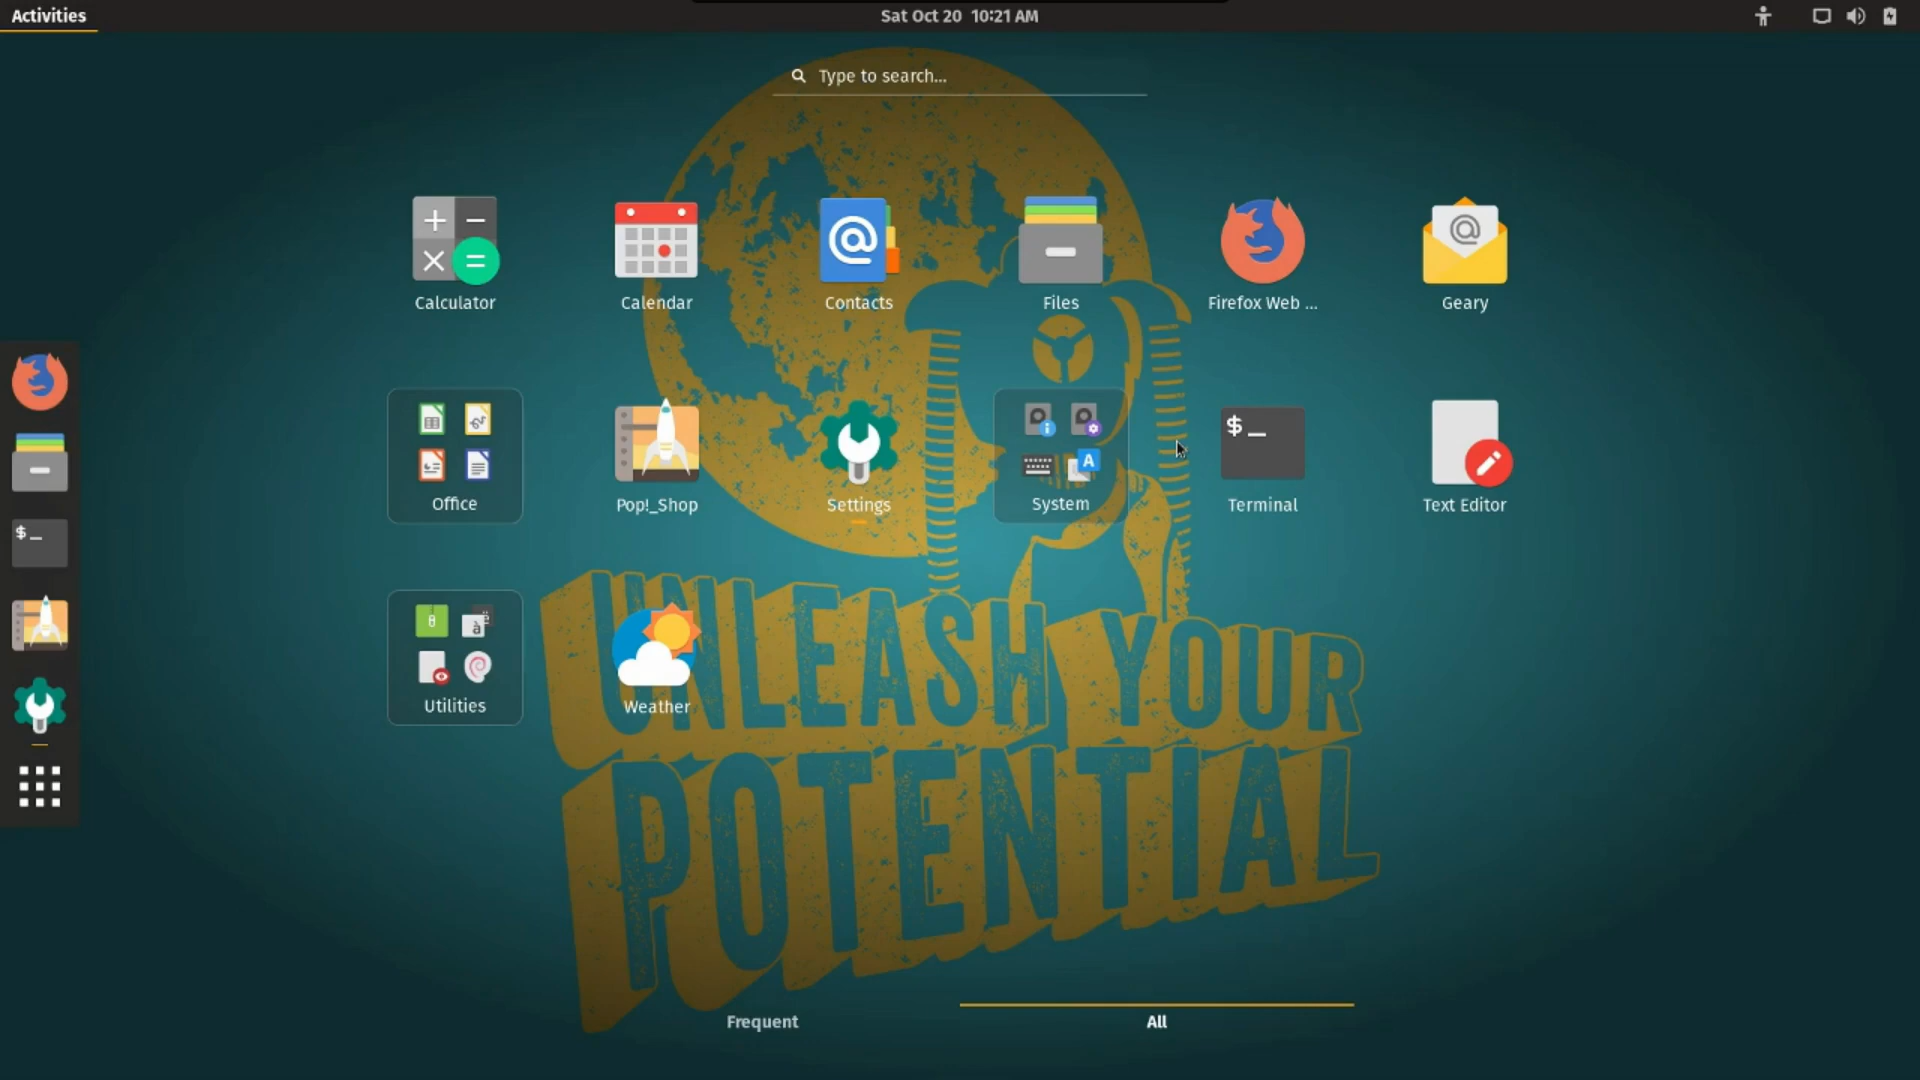 Activities
Sat Oct 20 10:21 AM
Type to search...
Calculator
Calendar
Contacts
Files
Firefox Web ...
Geary
Office
Pop!_Shop
Settings
System
Terminal
Text Editor
Utilities
Weather
UNLEASH YOUR
POTENTIAL
Frequent
All